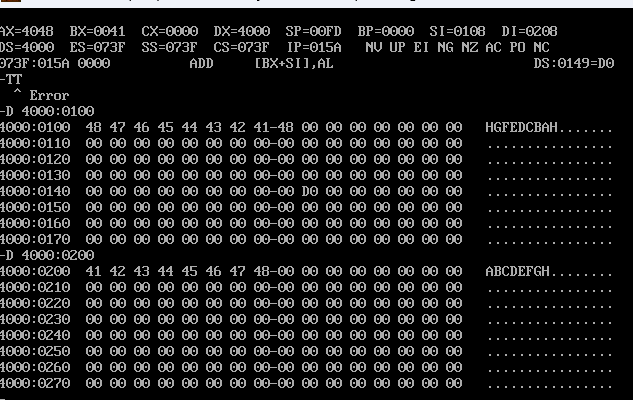 AX=4048  BX=0041  CX=0000  DX=4000  SP=00FD  BP=0000  SI=0108  DI=0208
DS=4000  ES=073F  SS=073F  CS=073F  IP=015A   NV UP EI NG NZ AC PO NC
073F:015A 0000          ADD     [BX+SI],AL                         DS:0149=D0
-TT
  ^ Error
-D 4000:0100
4000:0100  48 47 46 45 44 43 42 41-48 00 00 00 00 00 00 00   HGFEDCBAH.......
4000:0110  00 00 00 00 00 00 00 00-00 00 00 00 00 00 00 00   ................
4000:0120  00 00 00 00 00 00 00 00-00 00 00 00 00 00 00 00   ................
4000:0130  00 00 00 00 00 00 00 00-00 00 00 00 00 00 00 00   ................
4000:0140  00 00 00 00 00 00 00 00-00 D0 00 00 00 00 00 00   ................
4000:0150  00 00 00 00 00 00 00 00-00 00 00 00 00 00 00 00   ................
4000:0160  00 00 00 00 00 00 00 00-00 00 00 00 00 00 00 00   ................
4000:0170  00 00 00 00 00 00 00 00-00 00 00 00 00 00 00 00   ................
-D 4000:0200
4000:0200  41 42 43 44 45 46 47 48-00 00 00 00 00 00 00 00   ABCDEFGH........
4000:0210  00 00 00 00 00 00 00 00-00 00 00 00 00 00 00 00   ................
4000:0220  00 00 00 00 00 00 00 00-00 00 00 00 00 00 00 00   ................
4000:0230  00 00 00 00 00 00 00 00-00 00 00 00 00 00 00 00   ................
4000:0240  00 00 00 00 00 00 00 00-00 00 00 00 00 00 00 00   ................
4000:0250  00 00 00 00 00 00 00 00-00 00 00 00 00 00 00 00   ................
4000:0260  00 00 00 00 00 00 00 00-00 00 00 00 00 00 00 00   ................
4000:0270  00 00 00 00 00 00 00 00-00 00 00 00 00 00 00 00   ................